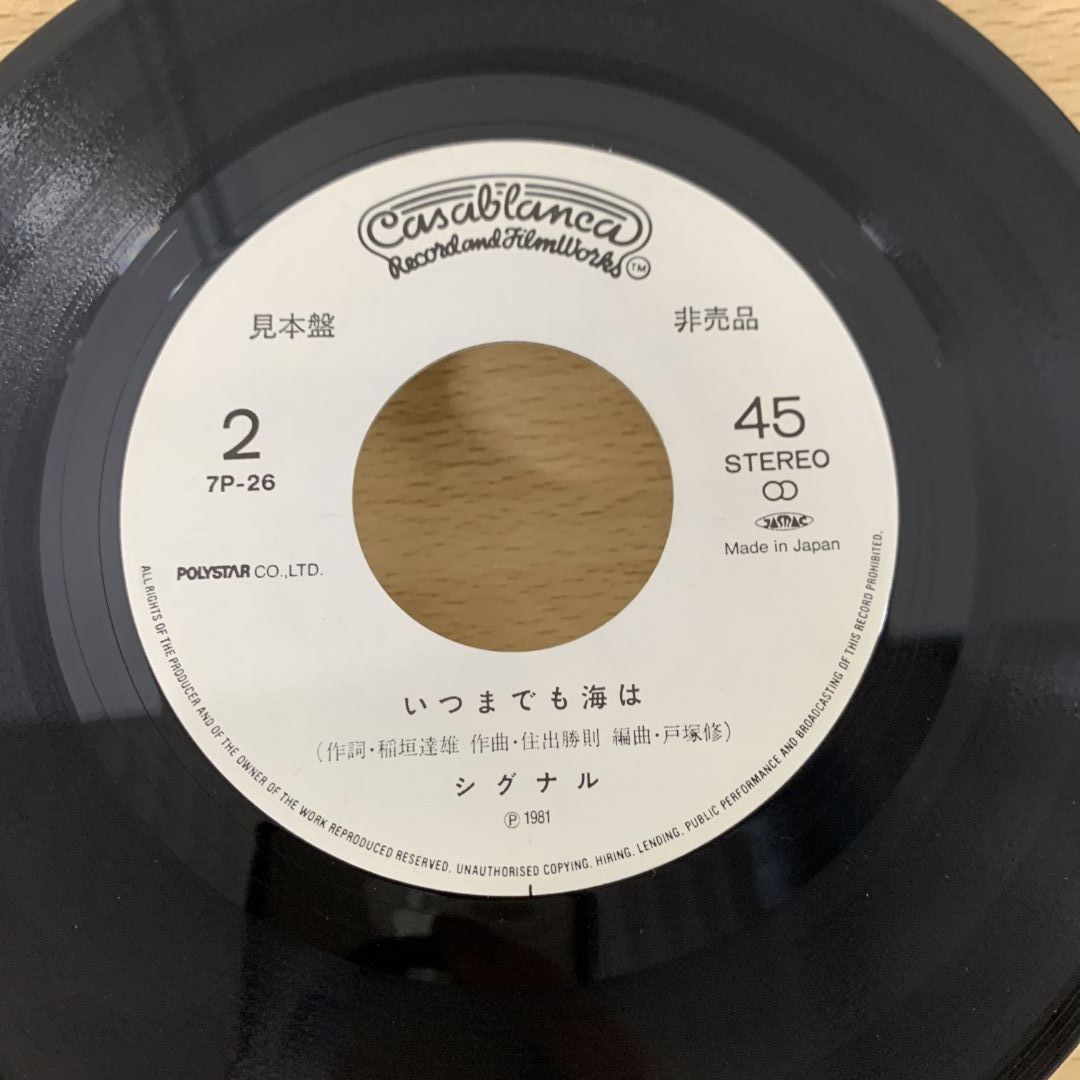 Casablanca
Record and FilmWorks TM
見本盤
非売品
2
7P-26
45
STEREO
JASRAC
Made in Japan
POLYSTAR CO.,LTD.
いつまでも海は
(作詞・稲垣達雄 作曲・住出勝則 編曲・戸塚修)
シグナル
Ⓟ 1981
ALL RIGHTS OF THE PRODUCER AND OF THE OWNER OF THE WORK REPRODUCED RESERVED. UNAUTHORISED COPYING. HIRING. LENDING. PUBLIC PERFORMANCE AND BROADCASTING OF THIS RECORD PROHIBITED.